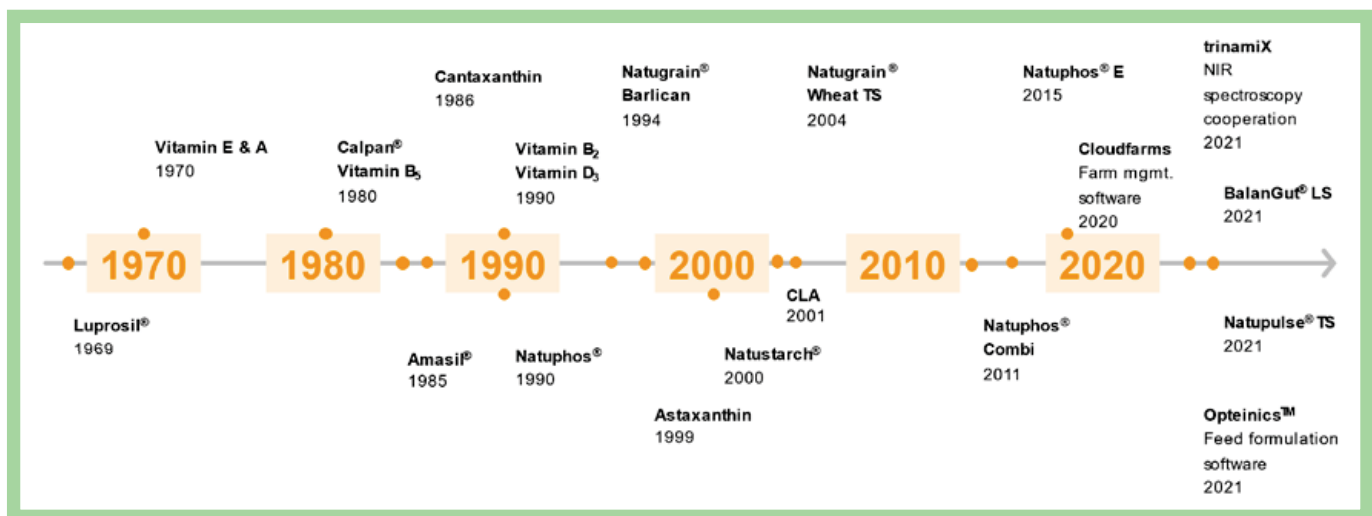 Cantaxanthin
1986
Natugrain®
Barlican
1994
Natugrain®
Wheat TS
2004
Natuphos® E
2015
trinamiX
NIR
spectroscopy
cooperation
2021
Vitamin E & A
1970
Calpan®
Vitamin B5
1980
Vitamin B2
Vitamin D3
1990
Cloudfarms
Farm mgmt.
software
2020
BalanGut® LS
2021
1970
1980
1990
2000
2010
2020
Luprosil®
1969
Amasil®
1985
Natuphos®
1990
Astaxanthin
1999
Natustarch®
2000
CLA
2001
Natuphos®
Combi
2011
Natupulse® TS
2021
Opteinics™
Feed formulation
software
2021